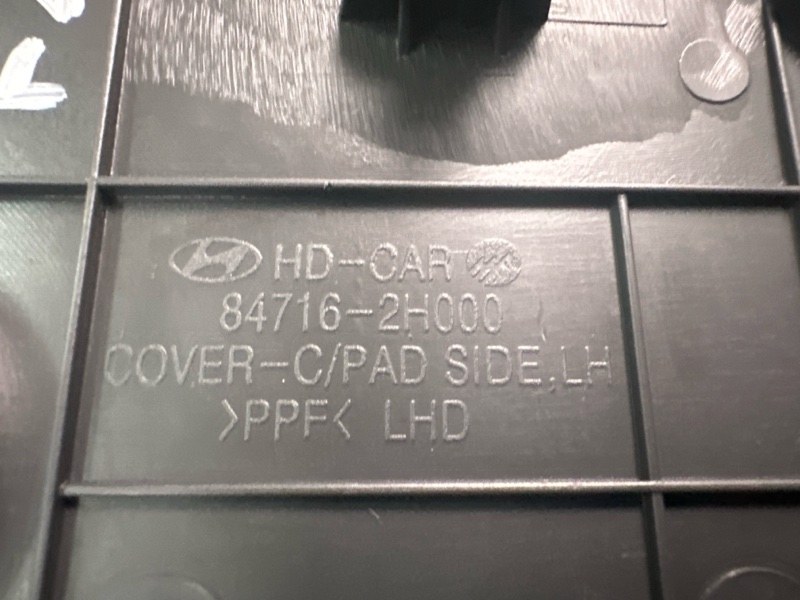 HD-CAR
84716-2H000
COVER-C/PAD SIDE,LH
>PPF< LHD